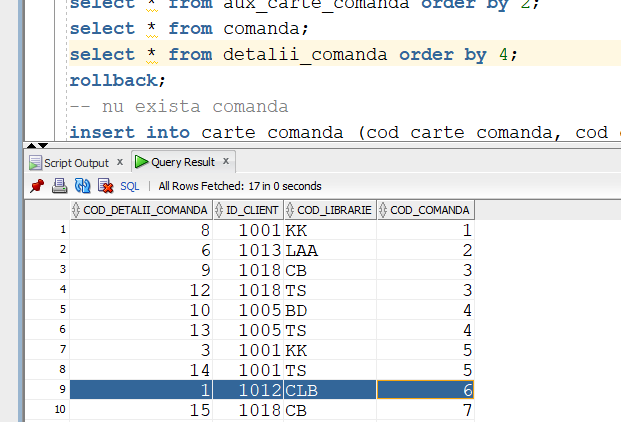 select * from aux_carte_comanda order by 2;
select * from comanda;
select * from detalii_comanda order by 4;
rollback;
-- nu exista comanda
insert into carte_comanda (cod_carte_comanda, cod
Script Output x Query Result x
SQL | All Rows Fetched: 17 in 0 seconds
COD_DETALII_COMANDA ID_CLIENT COD_LIBRARIE COD_COMANDA
1 8 1001 KK 1
2 6 1013 LAA 2
3 9 1018 CB 3
4 12 1018 TS 3
5 10 1005 BD 4
6 13 1005 TS 4
7 3 1001 KK 5
8 14 1001 TS 5
9 1 1012 CLB 6
10 15 1018 CB 7